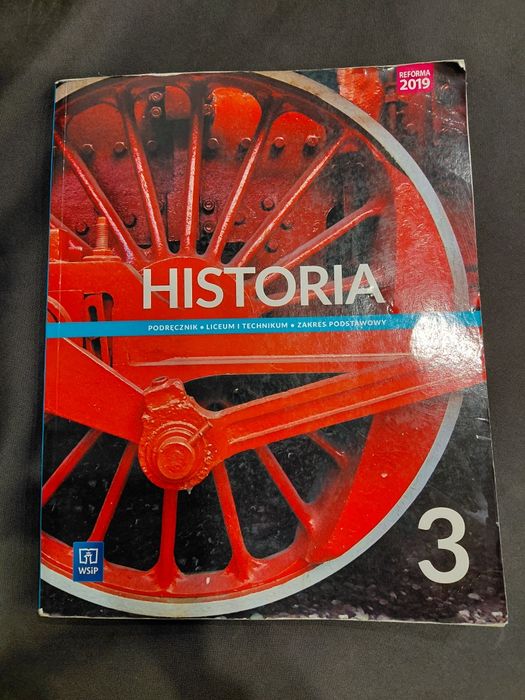 REFORMA
2019
HISTORIA
PODRĘCZNIK • LICEUM I TECHNIKUM • ZAKRES PODSTAWOWY
3
WSiP